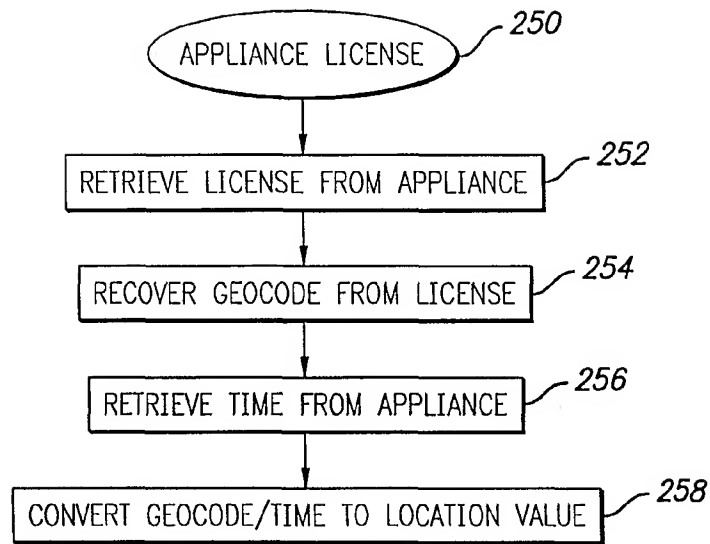 APPLIANCE LICENSE
250
RETRIEVE LICENSE FROM APPLIANCE
252
RECOVER GEOCODE FROM LICENSE
254
RETRIEVE TIME FROM APPLIANCE
256
CONVERT GEOCODE/TIME TO LOCATION VALUE
258